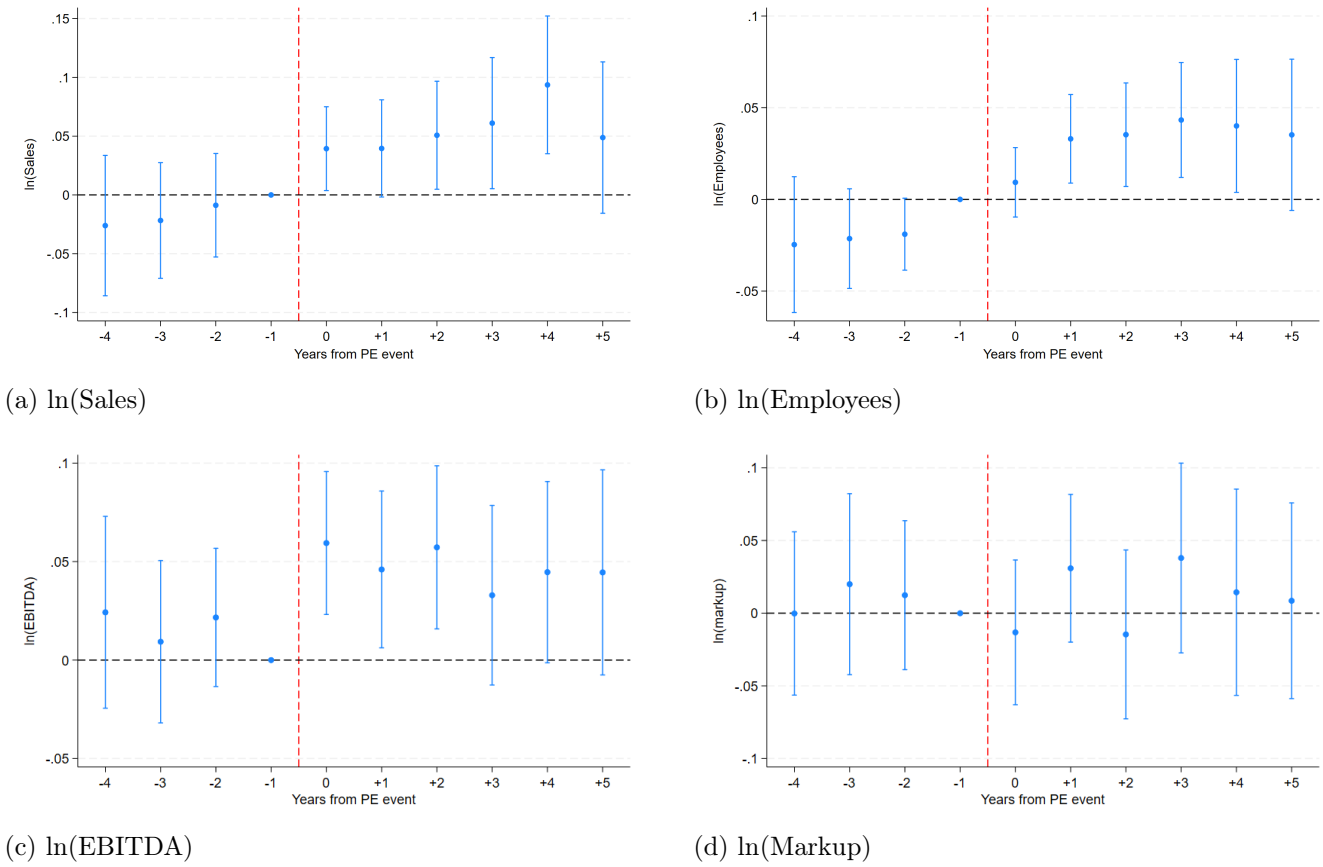 .15
.1
.05
0
-.05
-.1
ln(Sales)
-4 -3 -2 -1 0 +1 +2 +3 +4 +5
Years from PE event
(a) ln(Sales)
.1
.05
0
-.05
ln(Employees)
-4 -3 -2 -1 0 +1 +2 +3 +4 +5
Years from PE event
(b) ln(Employees)
.1
.05
0
-.05
ln(EBITDA)
-4 -3 -2 -1 0 +1 +2 +3 +4 +5
Years from PE event
(c) ln(EBITDA)
.1
.05
0
-.05
-.1
ln(markup)
-4 -3 -2 -1 0 +1 +2 +3 +4 +5
Years from PE event
(d) ln(Markup)